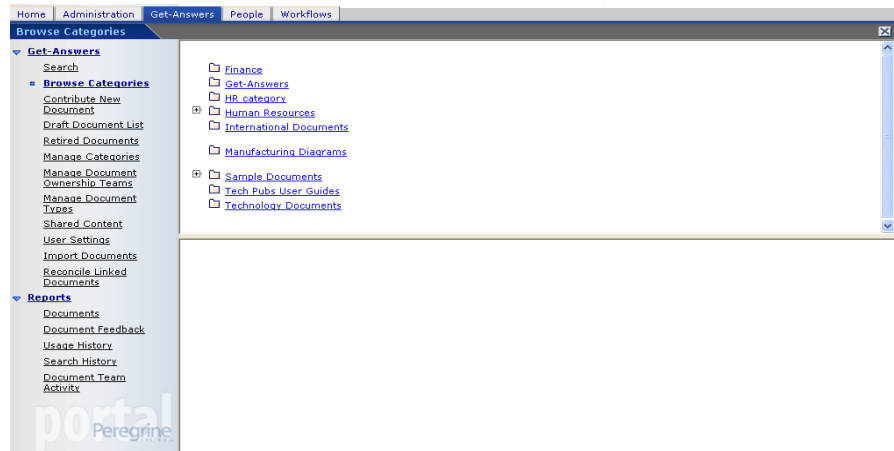 Home Administration Get-Answers People Workflows
Browse Categories
Get-Answers
Search
Browse Categories
Contribute New
Document
Draft Document List
Retired Documents
Manage Categories
Manage Document
Ownership Teams
Manage Document
Types
Shared Content
User Settings
Import Documents
Reconcile Linked
Documents
Reports
Documents
Document Feedback
Usage History
Search History
Document Team
Activity
portal
Peregrine
Finance
Get-Answers
HR category
Human Resources
International Documents
Manufacturing Diagrams
Sample Documents
Tech Pubs User Guides
Technology Documents